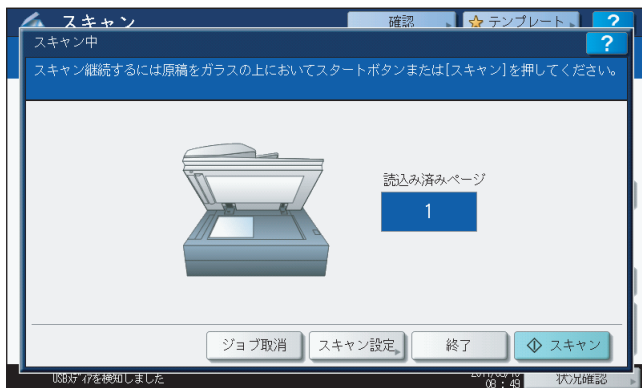 スキャン
確認
テンプレート
?
スキャン中
?
スキャン継続するには原稿をガラスの上においてスタートボタンまたは[スキャン]を押してください。
読込み済みページ
1
ジョブ取消
スキャン設定
終了
スキャン
USBﾒﾃﾞｨｱを検知しました
08 : 49
状況確認